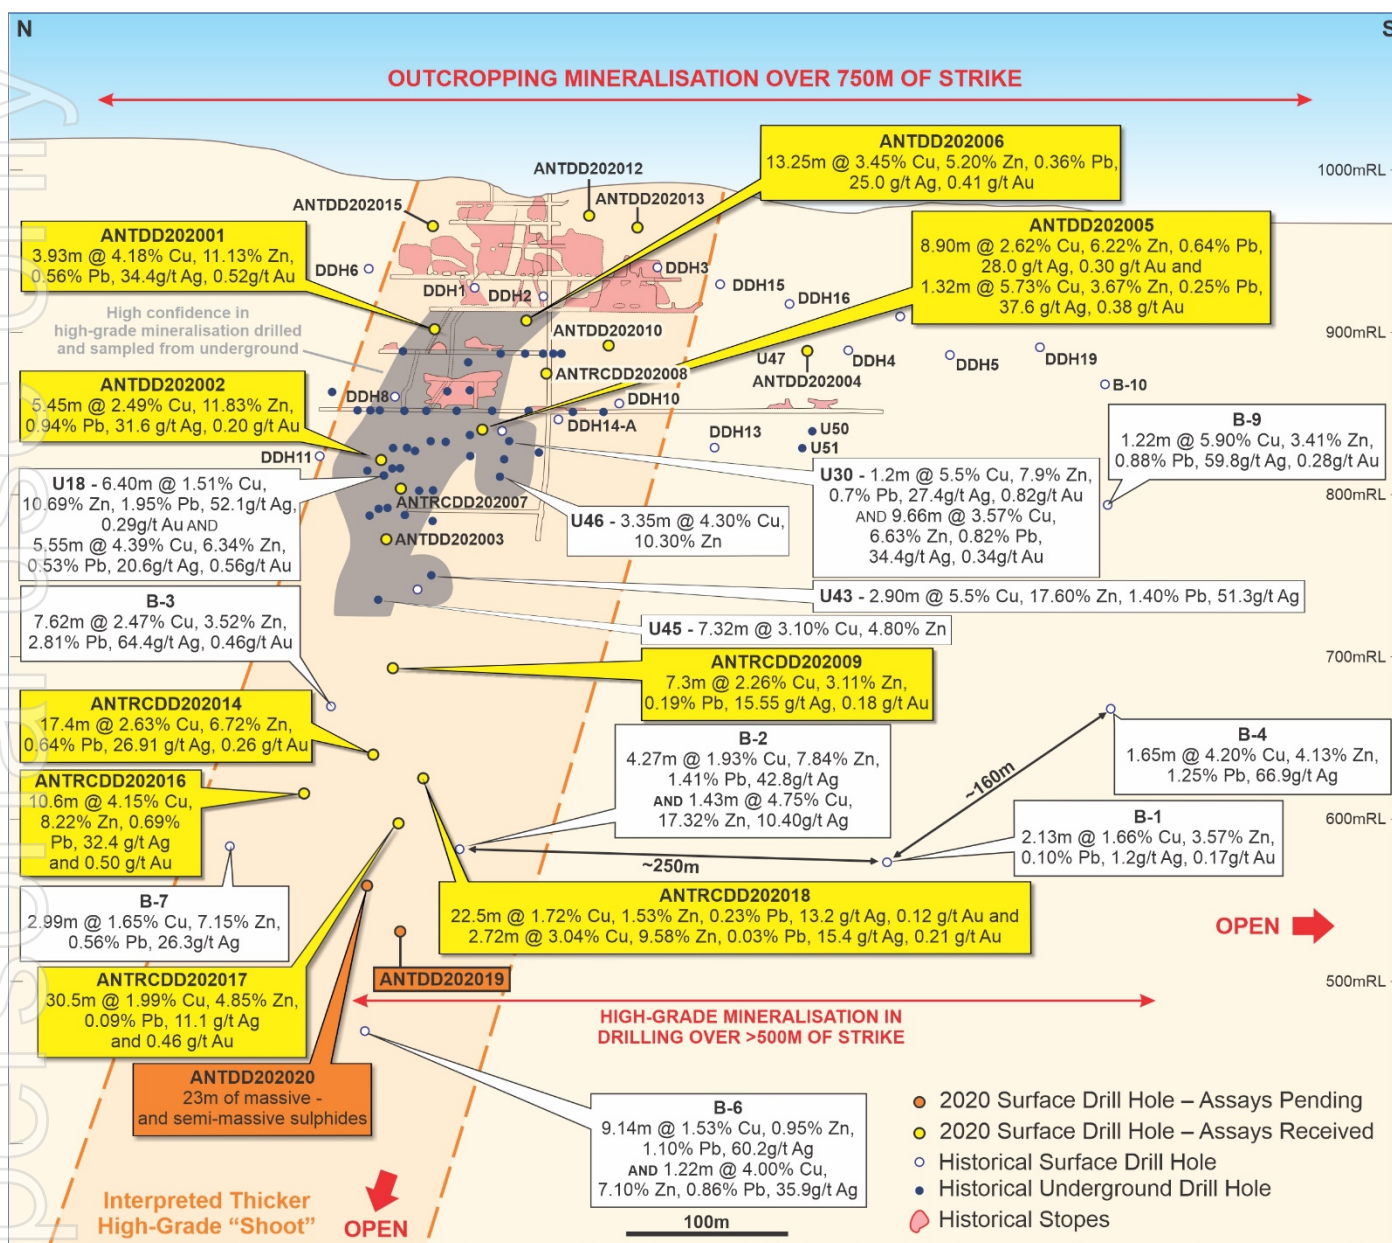 N
S
OUTCROPPING MINERALISATION OVER 750M OF STRIKE
1000mRL
900mRL
800mRL
700mRL
600mRL
500mRL
ANTDD202006
13.25m @ 3.45% Cu, 5.20% Zn, 0.36% Pb,
25.0 g/t Ag, 0.41 g/t Au
ANTDD202012
ANTDD202013
ANTDD202015
ANTDD202001
3.93m @ 4.18% Cu, 11.13% Zn,
0.56% Pb, 34.4g/t Ag, 0.52g/t Au
ANTDD202005
8.90m @ 2.62% Cu, 6.22% Zn, 0.64% Pb,
28.0 g/t Ag, 0.30 g/t Au and
1.32m @ 5.73% Cu, 3.67% Zn, 0.25% Pb,
37.6 g/t Ag, 0.38 g/t Au
DDH6
DDH1
DDH2
DDH3
DDH15
DDH16
High confidence in
high-grade mineralisation drilled
and sampled from underground
ANTDD202010
U47
ANTDD202004
DDH4
DDH5
DDH19
ANTRCDD202008
B-10
ANTDD202002
5.45m @ 2.49% Cu, 11.83% Zn,
0.94% Pb, 31.6 g/t Ag, 0.20 g/t Au
DDH8
DDH10
DDH14-A
DDH13
U50
U51
DDH11
B-9
1.22m @ 5.90% Cu, 3.41% Zn,
0.88% Pb, 59.8g/t Ag, 0.28g/t Au
U18 - 6.40m @ 1.51% Cu,
10.69% Zn, 1.95% Pb, 52.1g/t Ag,
0.29g/t Au AND
5.55m @ 4.39% Cu, 6.34% Zn,
0.53% Pb, 20.6g/t Ag, 0.56g/t Au
ANTRCDD202007
ANTDD202003
U46 - 3.35m @ 4.30% Cu,
10.30% Zn
U30 - 1.2m @ 5.5% Cu, 7.9% Zn,
0.7% Pb, 27.4g/t Ag, 0.82g/t Au
AND 9.66m @ 3.57% Cu,
6.63% Zn, 0.82% Pb,
34.4g/t Ag, 0.34g/t Au
U43 - 2.90m @ 5.5% Cu, 17.60% Zn, 1.40% Pb, 51.3g/t Ag
U45 - 7.32m @ 3.10% Cu, 4.80% Zn
B-3
7.62m @ 2.47% Cu, 3.52% Zn,
2.81% Pb, 64.4g/t Ag, 0.46g/t Au
ANTRCDD202009
7.3m @ 2.26% Cu, 3.11% Zn,
0.19% Pb, 15.55 g/t Ag, 0.18 g/t Au
ANTRCDD202014
17.4m @ 2.63% Cu, 6.72% Zn,
0.64% Pb, 26.91 g/t Ag, 0.26 g/t Au
B-2
4.27m @ 1.93% Cu, 7.84% Zn,
1.41% Pb, 42.8g/t Ag
AND 1.43m @ 4.75% Cu,
17.32% Zn, 10.40g/t Ag
B-4
1.65m @ 4.20% Cu, 4.13% Zn,
1.25% Pb, 66.9g/t Ag
~160m
ANTRCDD202016
10.6m @ 4.15% Cu,
8.22% Zn, 0.69%
Pb, 32.4 g/t Ag
and 0.50 g/t Au
B-1
2.13m @ 1.66% Cu, 3.57% Zn,
0.10% Pb, 1.2g/t Ag, 0.17g/t Au
~250m
B-7
2.99m @ 1.65% Cu, 7.15% Zn,
0.56% Pb, 26.3g/t Ag
ANTRCDD202018
22.5m @ 1.72% Cu, 1.53% Zn, 0.23% Pb, 13.2 g/t Ag, 0.12 g/t Au and
2.72m @ 3.04% Cu, 9.58% Zn, 0.03% Pb, 15.4 g/t Ag, 0.21 g/t Au
OPEN
ANTRCDD202017
30.5m @ 1.99% Cu, 4.85% Zn,
0.09% Pb, 11.1 g/t Ag
and 0.46 g/t Au
ANTDD202019
HIGH-GRADE MINERALISATION IN
DRILLING OVER >500M OF STRIKE
ANTDD202020
23m of massive -
and semi-massive sulphides
B-6
9.14m @ 1.53% Cu, 0.95% Zn,
1.10% Pb, 60.2g/t Ag
AND 1.22m @ 4.00% Cu,
7.10% Zn, 0.86% Pb, 35.9g/t Ag
2020 Surface Drill Hole – Assays Pending
2020 Surface Drill Hole – Assays Received
Historical Surface Drill Hole
Historical Underground Drill Hole
Historical Stopes
Interpreted Thicker
High-Grade "Shoot"
OPEN
100m